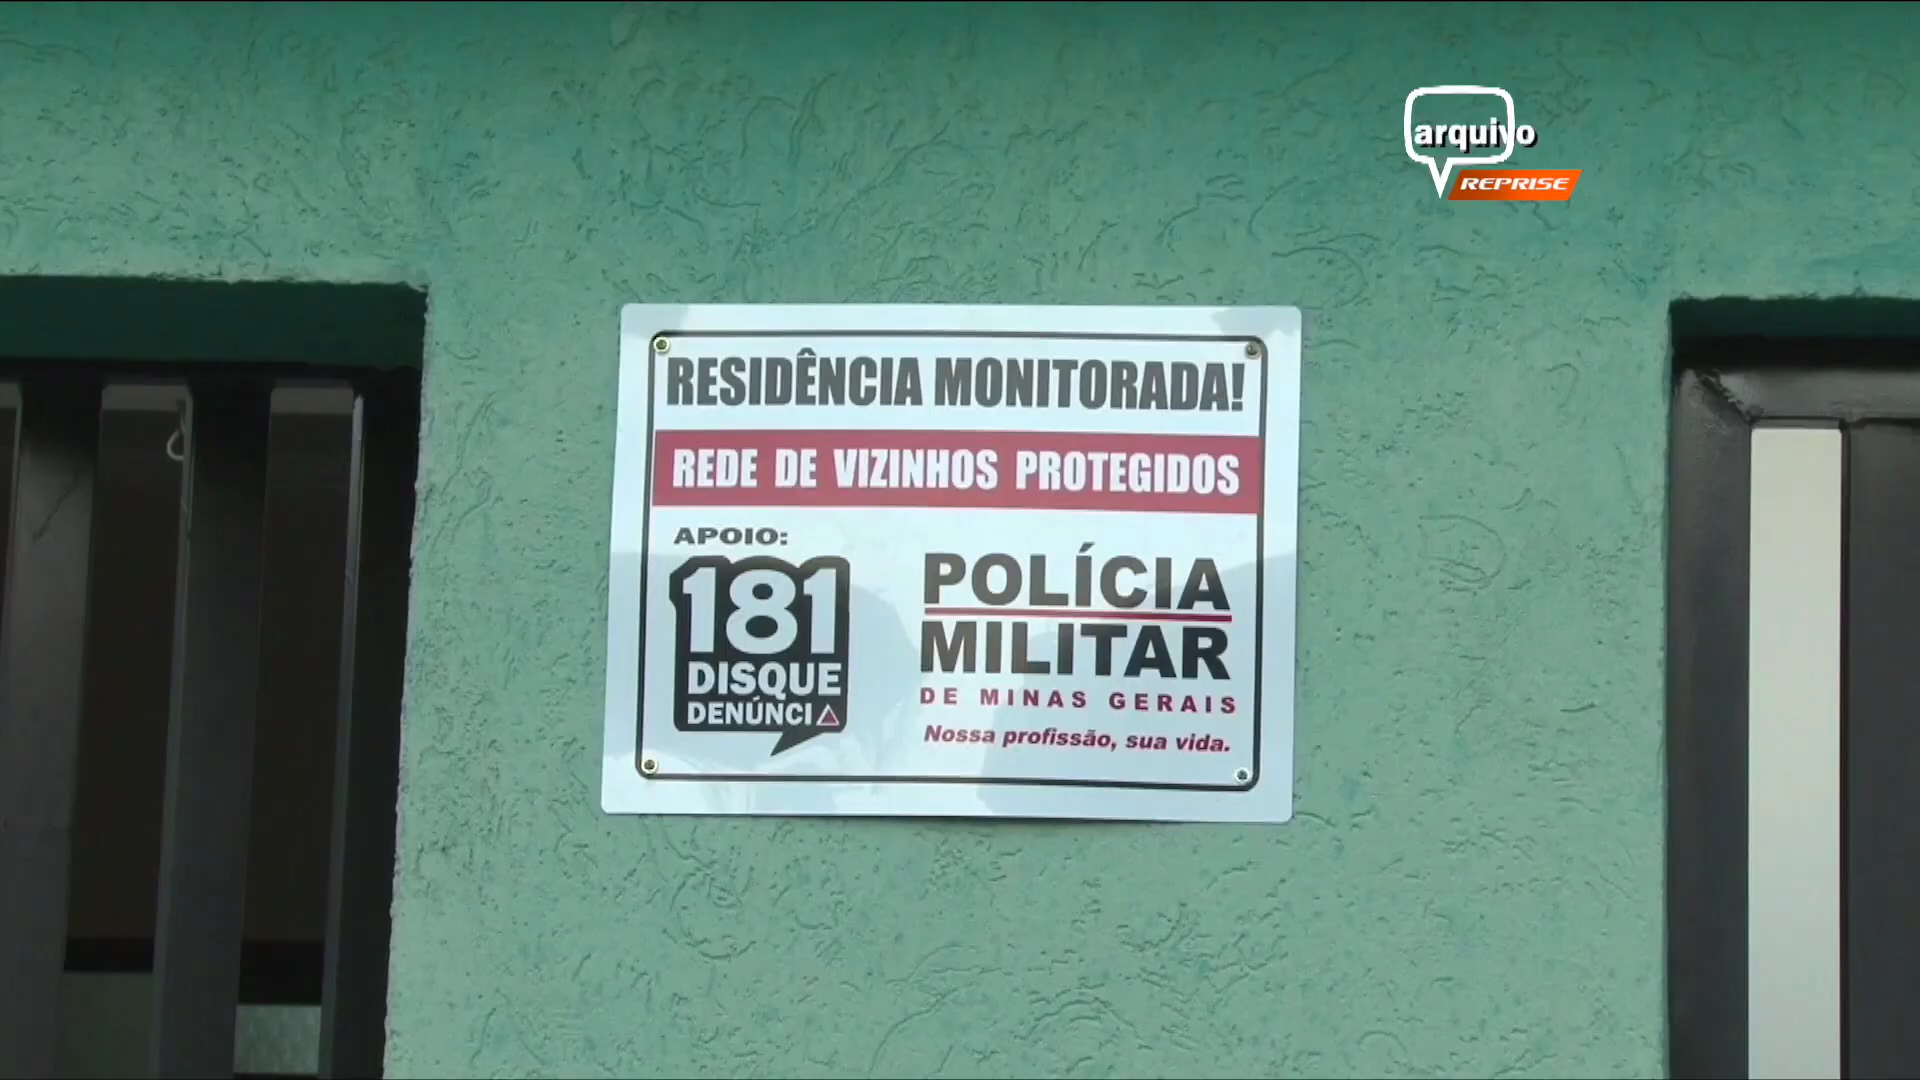 arquivo
REPRISE
RESIDÊNCIA MONITORADA!
REDE DE VIZINHOS PROTEGIDOS
APOIO:
181
DISQUE
DENÚNCIA
POLÍCIA
MILITAR
DE MINAS GERAIS
Nossa profissão, sua vida.